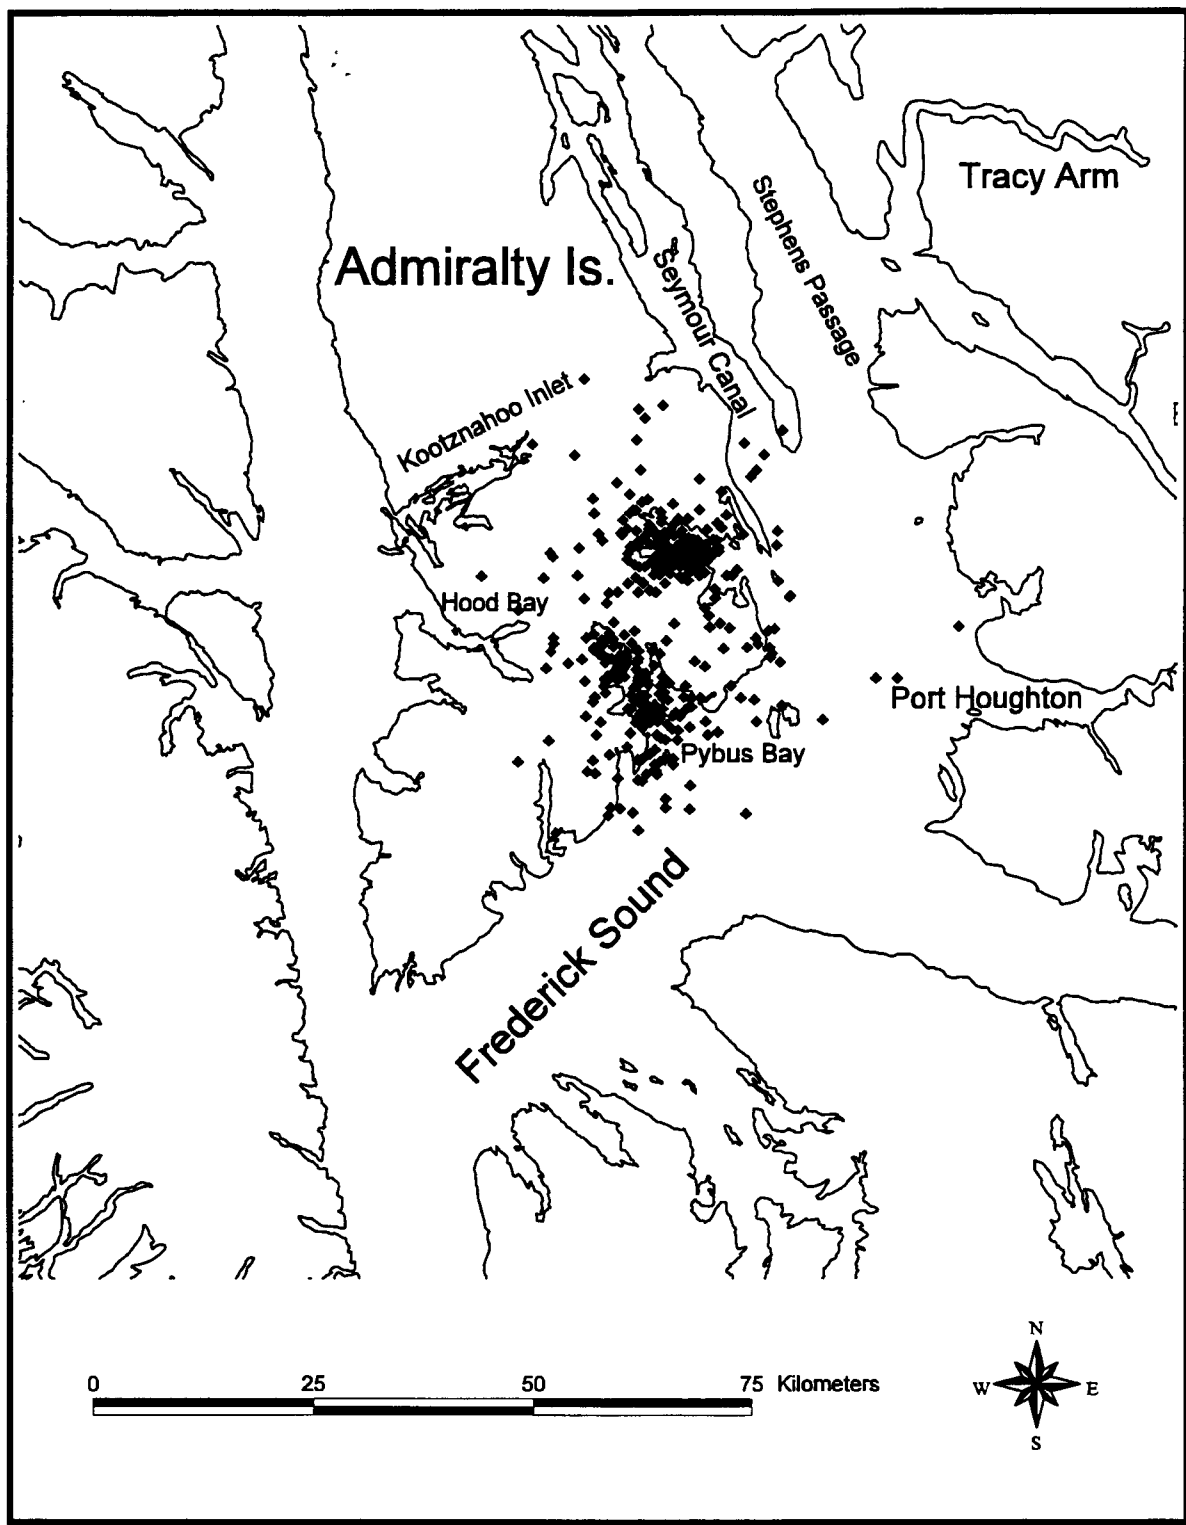 Tracy Arm
Stephens Passage
Admiralty Is.
Seymour Canal
Kootznahoo Inlet
Hood Bay
Port Houghton
Pybus Bay
Frederick Sound
N
0 25 50 75 Kilometers
W E
S